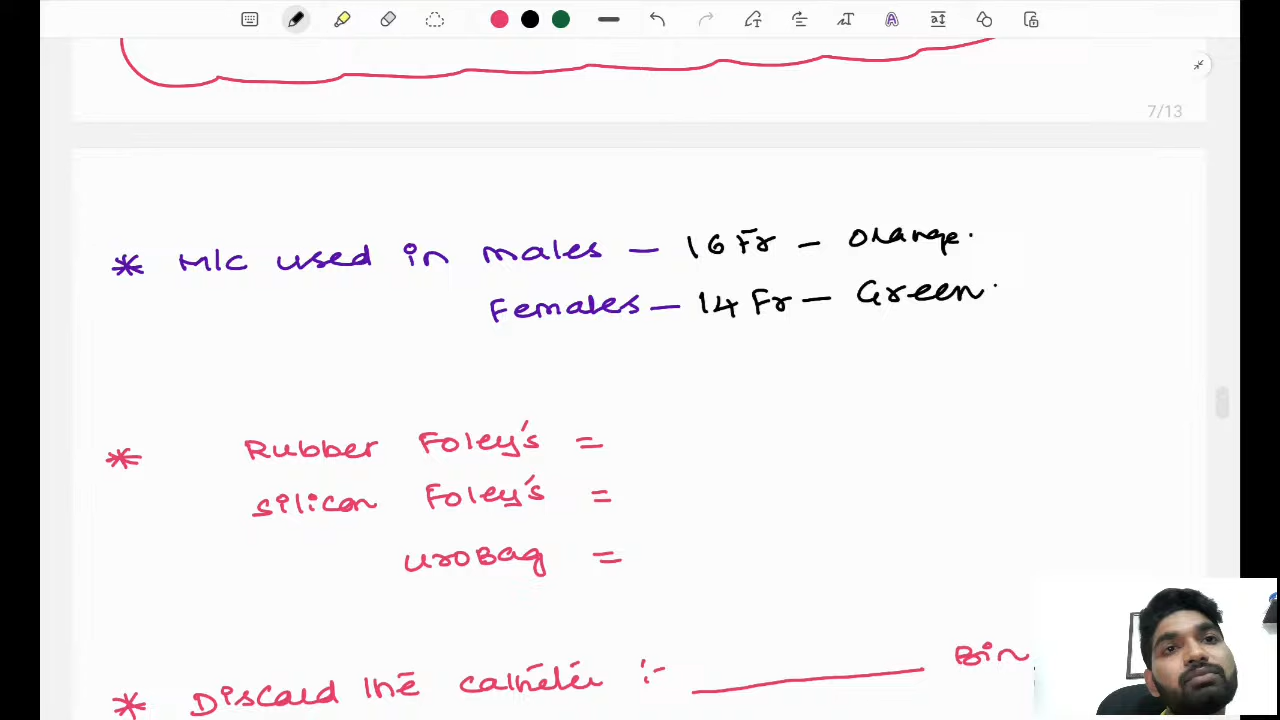 7/13
* M/c used in males — 16 Fr — Orange.
Females — 14 Fr — Green.
* Rubber Foley's =
silicon Foley's =
uroBag =
* Discard the catheter :- ________ Bin